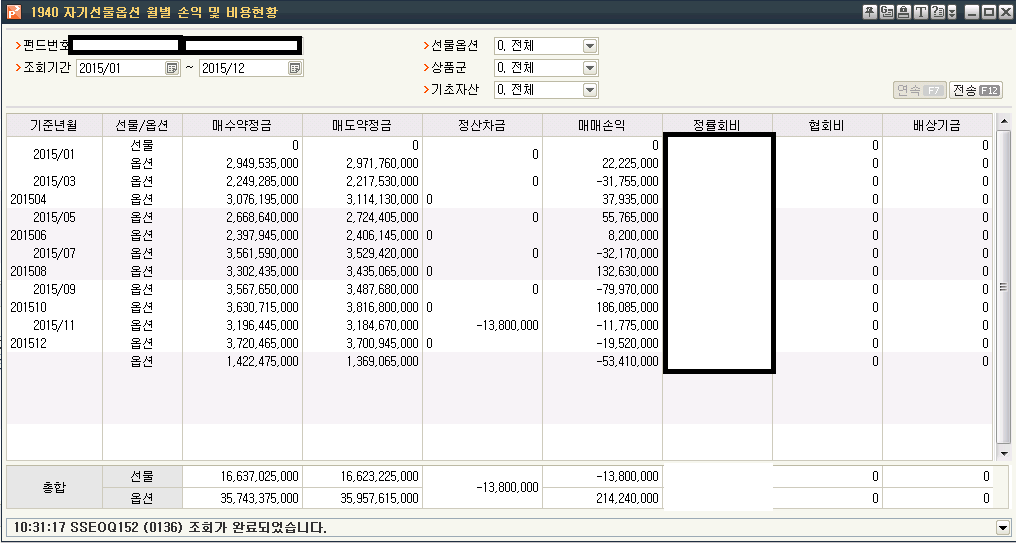 1940 자기선물옵션 월별 손익 및 비용현황
펀드번호
선물옵션 0. 전체
조회기간 2015/01 ~ 2015/12
상품군 0. 전체
기초자산 0. 전체
연속 F7 전송 F12
기준년월 선물/옵션 매수약정금 매도약정금 정산차금 매매손익 정률회비 협회비 배상기금
2015/01 선물 0 0 0 0 0 0
옵션 2,949,535,000 2,971,760,000 22,225,000 0 0
2015/03 옵션 2,249,285,000 2,217,530,000 0 -31,755,000 0 0
201504 옵션 3,076,195,000 3,114,130,000 0 37,935,000 0 0
2015/05 옵션 2,668,640,000 2,724,405,000 0 55,765,000 0 0
201506 옵션 2,397,945,000 2,406,145,000 0 8,200,000 0 0
2015/07 옵션 3,561,590,000 3,529,420,000 0 -32,170,000 0 0
201508 옵션 3,302,435,000 3,435,065,000 0 132,630,000 0 0
2015/09 옵션 3,567,650,000 3,487,680,000 0 -79,970,000 0 0
201510 옵션 3,630,715,000 3,816,800,000 0 186,085,000 0 0
2015/11 옵션 3,196,445,000 3,184,670,000 -13,800,000 -11,775,000 0 0
201512 옵션 3,720,465,000 3,700,945,000 0 -19,520,000 0 0
옵션 1,422,475,000 1,369,065,000 -53,410,000 0 0
총합 선물 16,637,025,000 16,623,225,000 -13,800,000 -13,800,000 0 0
옵션 35,743,375,000 35,957,615,000 214,240,000 0 0
10:31:17 SSEOQ152 (0136) 조회가 완료되었습니다.